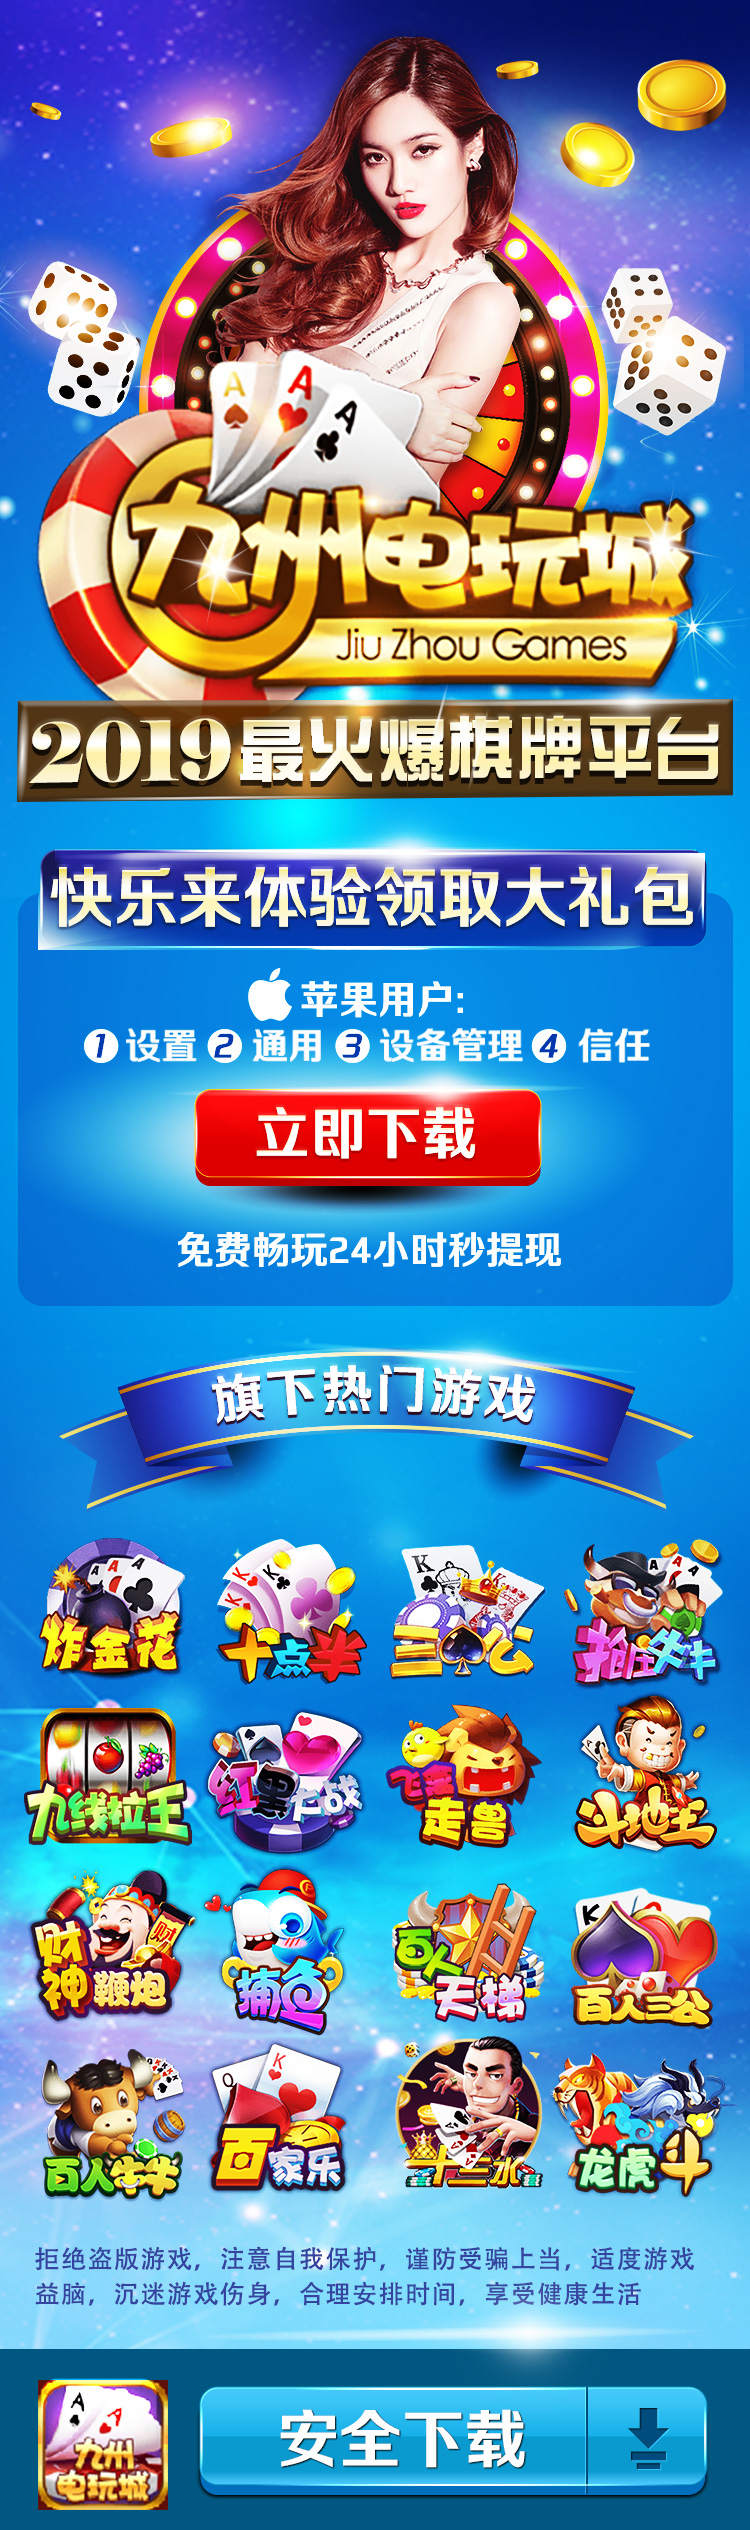 A A A
九州电玩城
Jiu Zhou Games
2019最火爆棋牌平台
快乐来体验领取大礼包
苹果用户:
1 设置 2 通用 3 设备管理 4 信任
立即下载
免费畅玩24小时秒提现
旗下热门游戏
炸金花 十点半 三公 抢庄牛牛
九线拉王 红黑大战 飞禽走兽 斗地主
财神鞭炮 捕鱼 百人天梯 百人三公
百人牛牛 百家乐 十三水 龙虎斗
拒绝盗版游戏，注意自我保护，谨防受骗上当，适度游戏
益脑，沉迷游戏伤身，合理安排时间，享受健康生活
九州
电玩城
安全下载